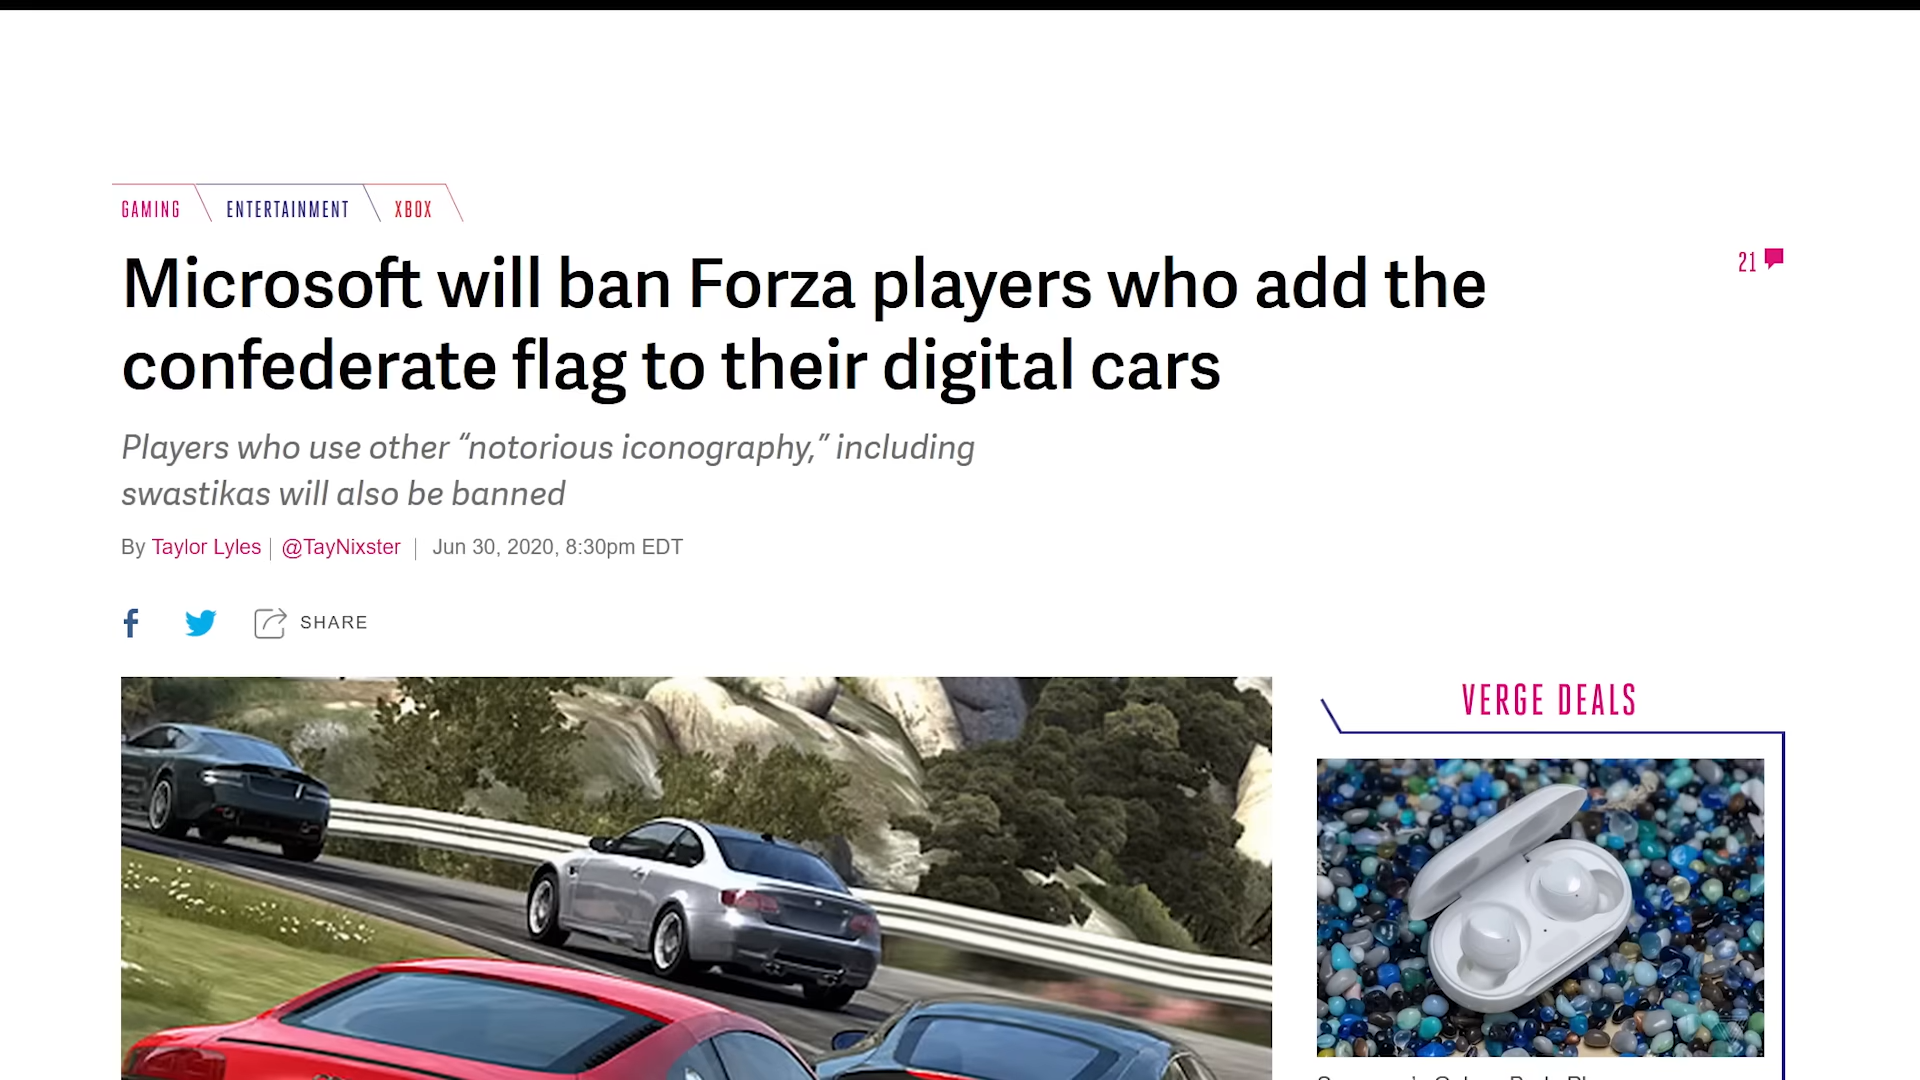 GAMING ENTERTAINMENT XBOX
Microsoft will ban Forza players who add the
confederate flag to their digital cars
21
Players who use other “notorious iconography,” including
swastikas will also be banned
By Taylor Lyles | @TayNixster | Jun 30, 2020, 8:30pm EDT
SHARE
VERGE DEALS